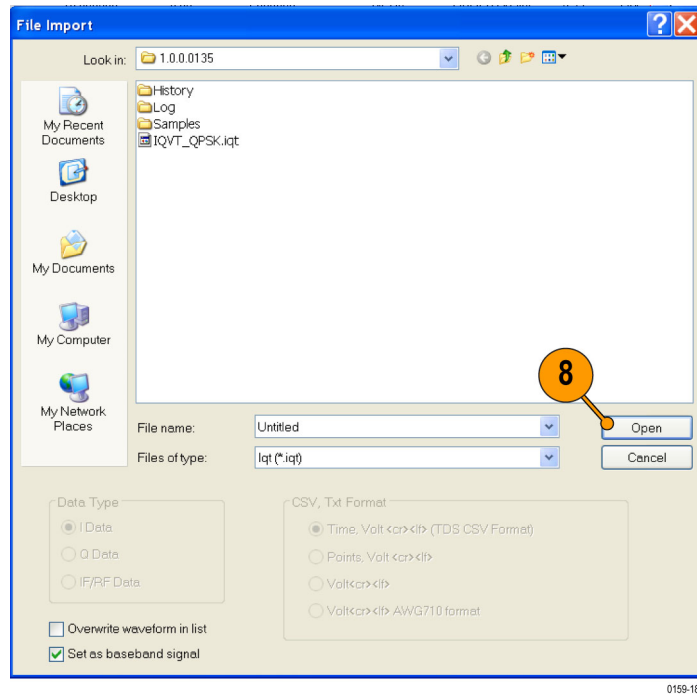 File Import
Look in:
1.0.0.0135
History
Log
Samples
IQVT_QPSK.iqt
My Recent
Documents
Desktop
My Documents
My Computer
My Network
Places
8
File name:
Untitled
Open
Files of type:
Iqt (*.iqt)
Cancel
Data Type
I Data
Q Data
IF/RF Data
CSV, Txt Format
Time, Volt <cr><lf> (TDS CSV Format)
Points, Volt <cr><lf>
Volt<cr><lf>
Volt<cr><lf> AWG710 format
Overwrite waveform in list
Set as baseband signal